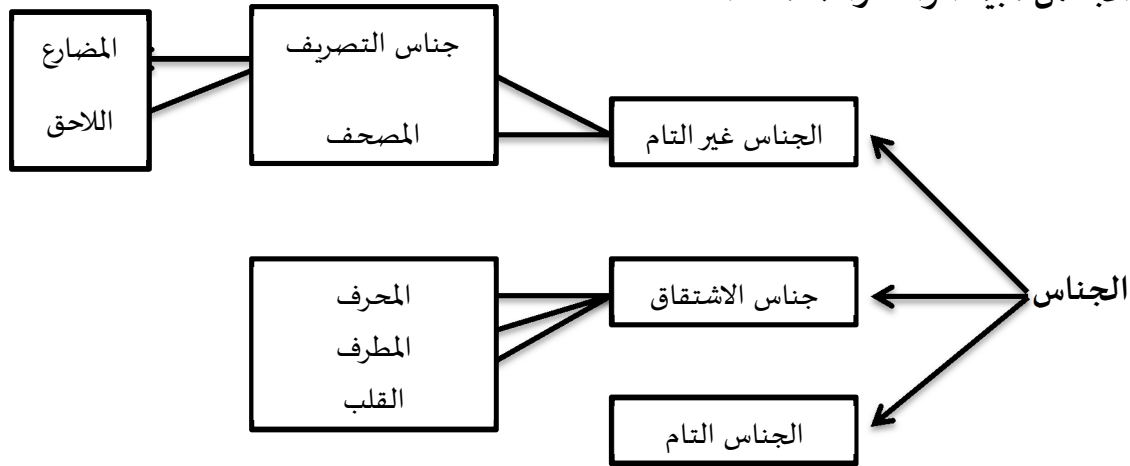 الجناس
الجناس غير التام
جناس التصريف
المصحف
المضارع
اللاحق
جناس الاشتقاق
المحرف
المطرف
القلب
الجناس التام